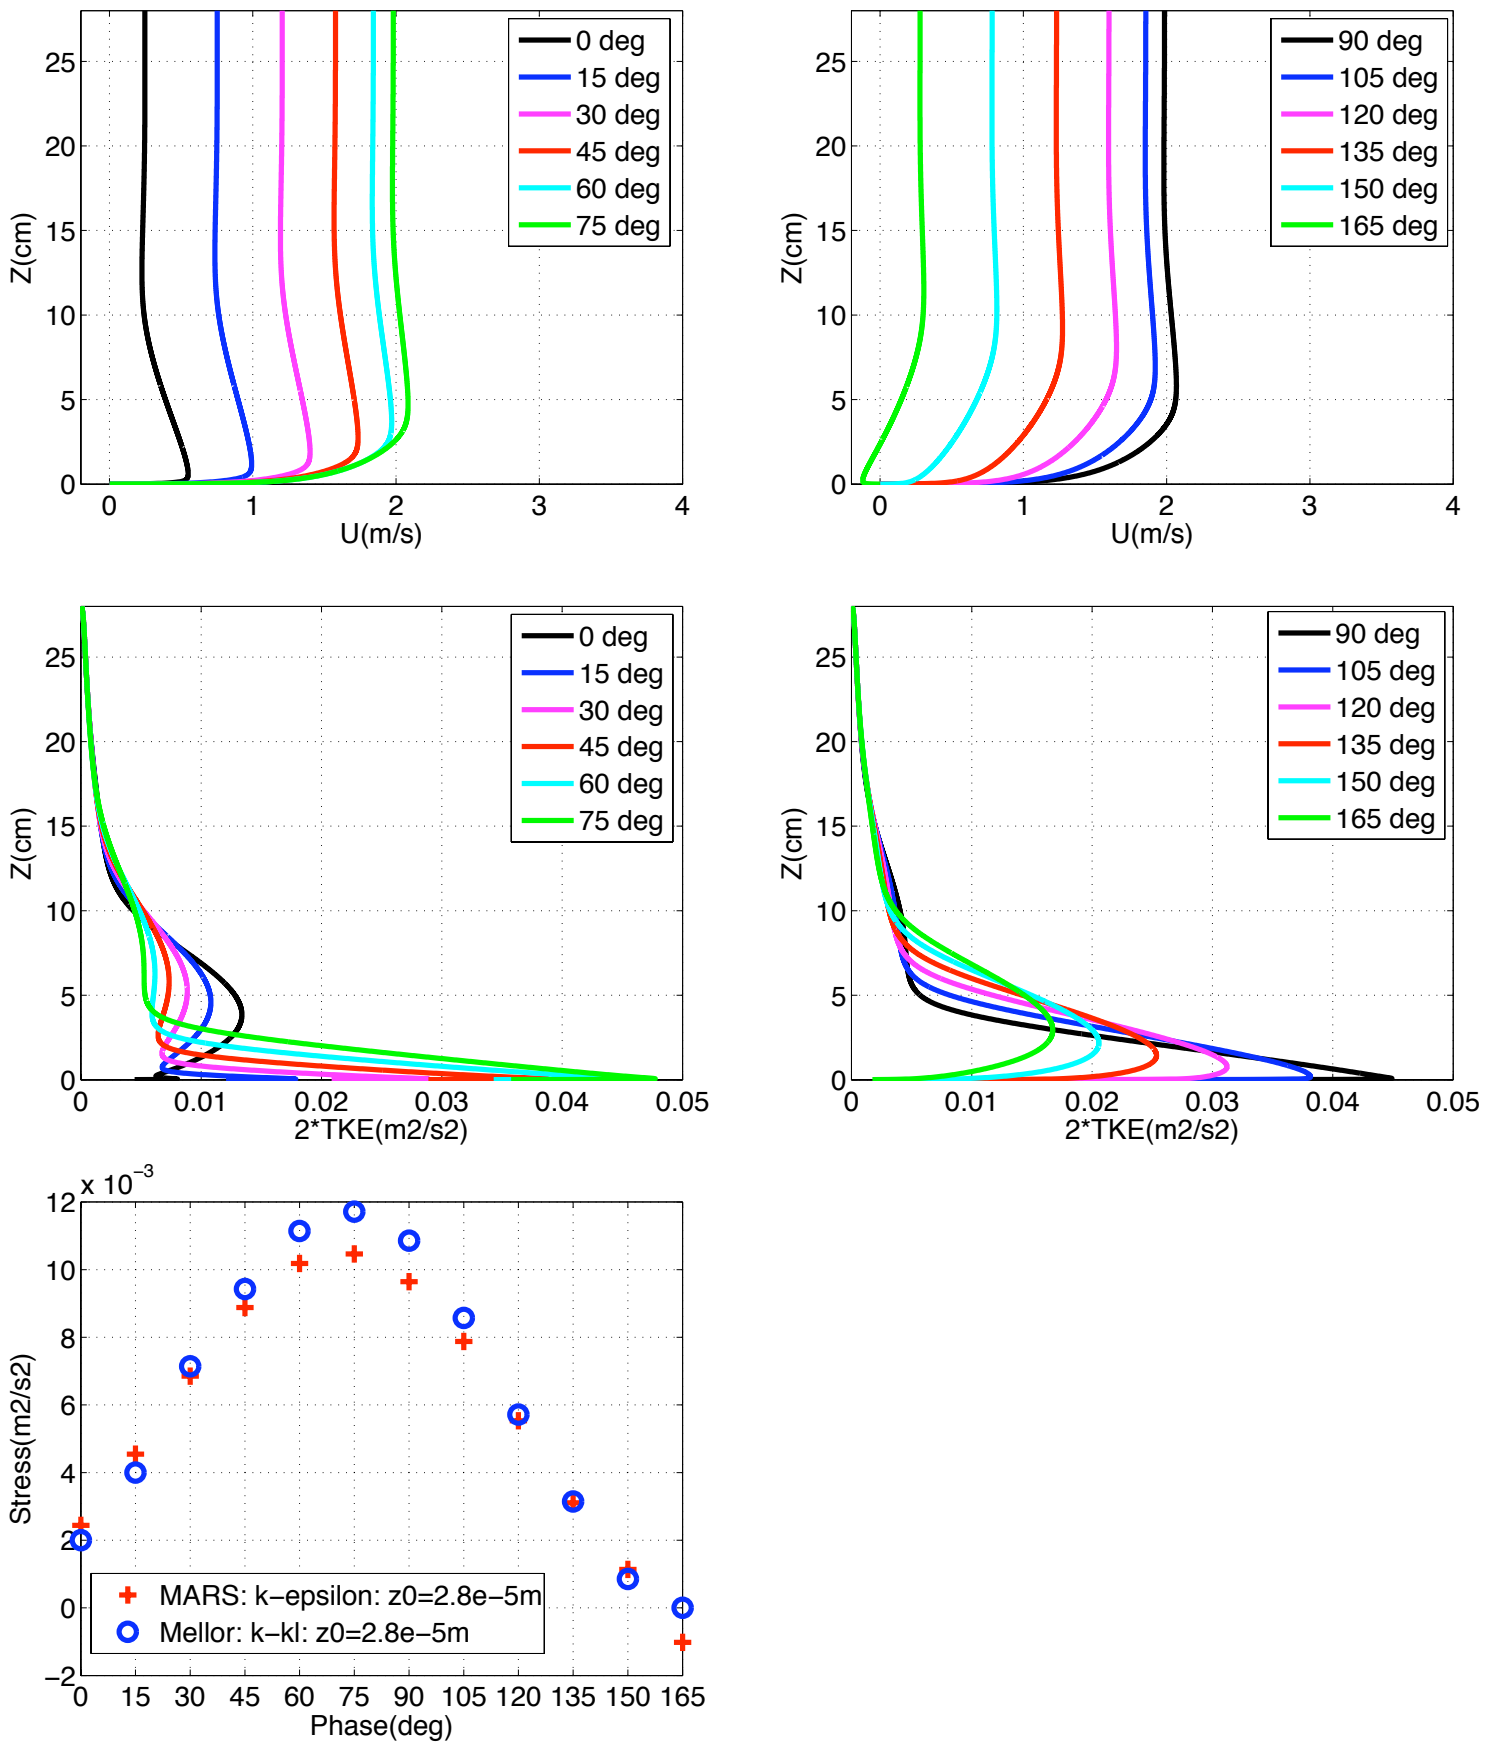 25
20
15
10
5
0
Z(cm)
0 1 2 3 4
U(m/s)
0 deg
15 deg
30 deg
45 deg
60 deg
75 deg
25
20
15
10
5
0
Z(cm)
0 1 2 3 4
U(m/s)
90 deg
105 deg
120 deg
135 deg
150 deg
165 deg
25
20
15
10
5
0
Z(cm)
0 0.01 0.02 0.03 0.04 0.05
2*TKE(m2/s2)
0 deg
15 deg
30 deg
45 deg
60 deg
75 deg
25
20
15
10
5
0
Z(cm)
0 0.01 0.02 0.03 0.04 0.05
2*TKE(m2/s2)
90 deg
105 deg
120 deg
135 deg
150 deg
165 deg
x 10−3
12
10
8
6
4
2
0
−2
Stress(m2/s2)
MARS: k−epsilon: z0=2.8e−5m
Mellor: k−kl: z0=2.8e−5m
0 15 30 45 60 75 90 105 120 135 150 165
Phase(deg)